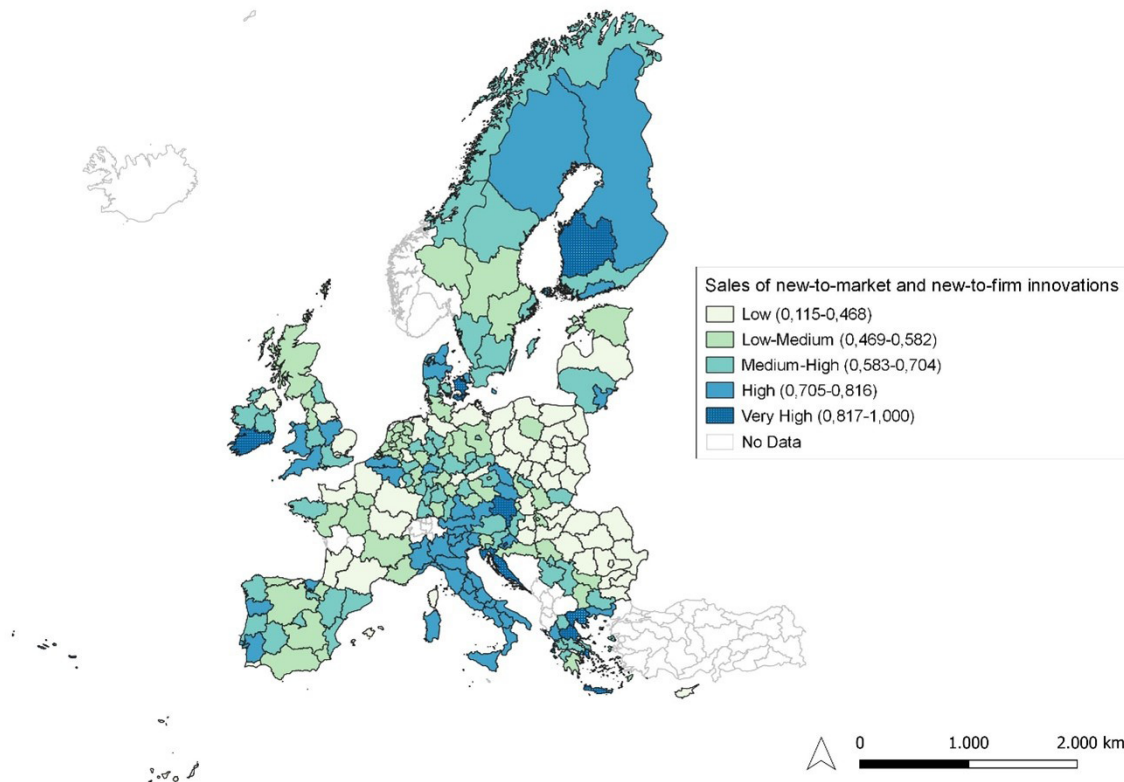 Sales of new-to-market and new-to-firm innovations
Low (0,115-0,468)
Low-Medium (0,469-0,582)
Medium-High (0,583-0,704)
High (0,705-0,816)
Very High (0,817-1,000)
No Data
0 1.000 2.000 km